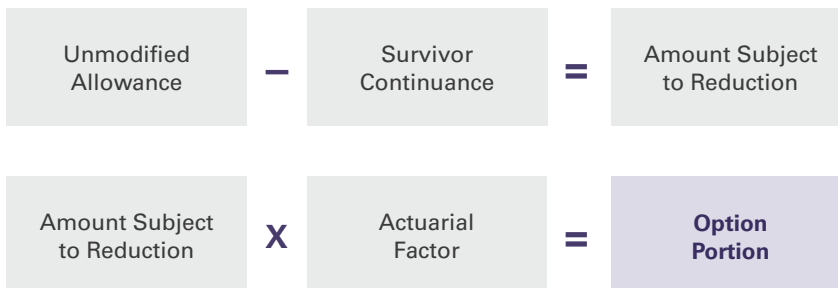 Unmodified
Allowance
–
Survivor
Continuance
=
Amount Subject
to Reduction
Amount Subject
to Reduction
X
Actuarial
Factor
=
Option
Portion